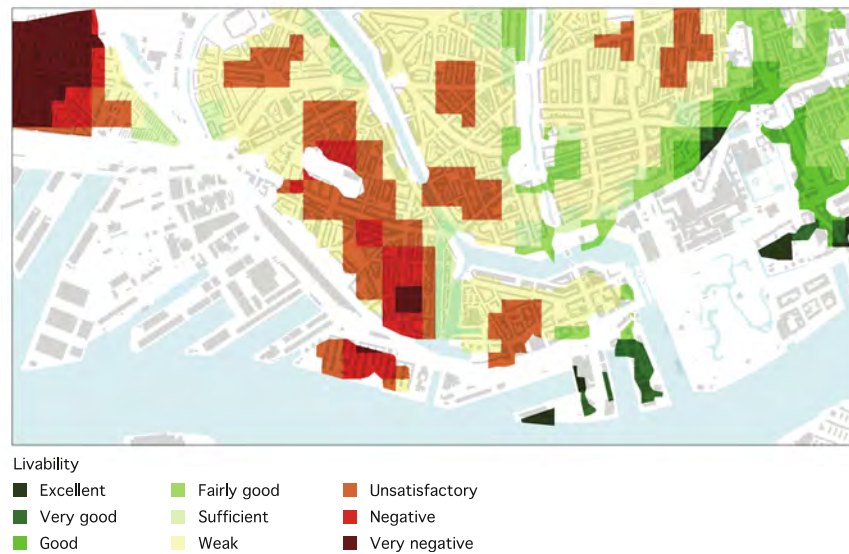 Livability
Excellent
Very good
Good
Fairly good
Sufficient
Weak
Unsatisfactory
Negative
Very negative